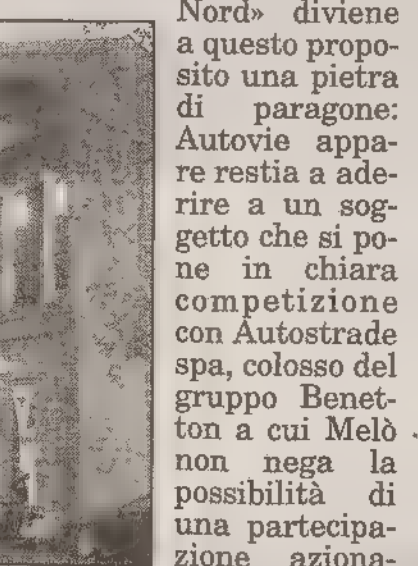 Nord» diviene
a questo propo-
sito una pietra
di paragone:
Autovie appa-
re restia a ade-
rire a un sog-
getto che si po-
ne in chiara
competizione
con Autostrade
spa, colosso del
gruppo Benet-
ton a cui Melò
non nega la
possibilità di
una partecipa-
zione aziona-